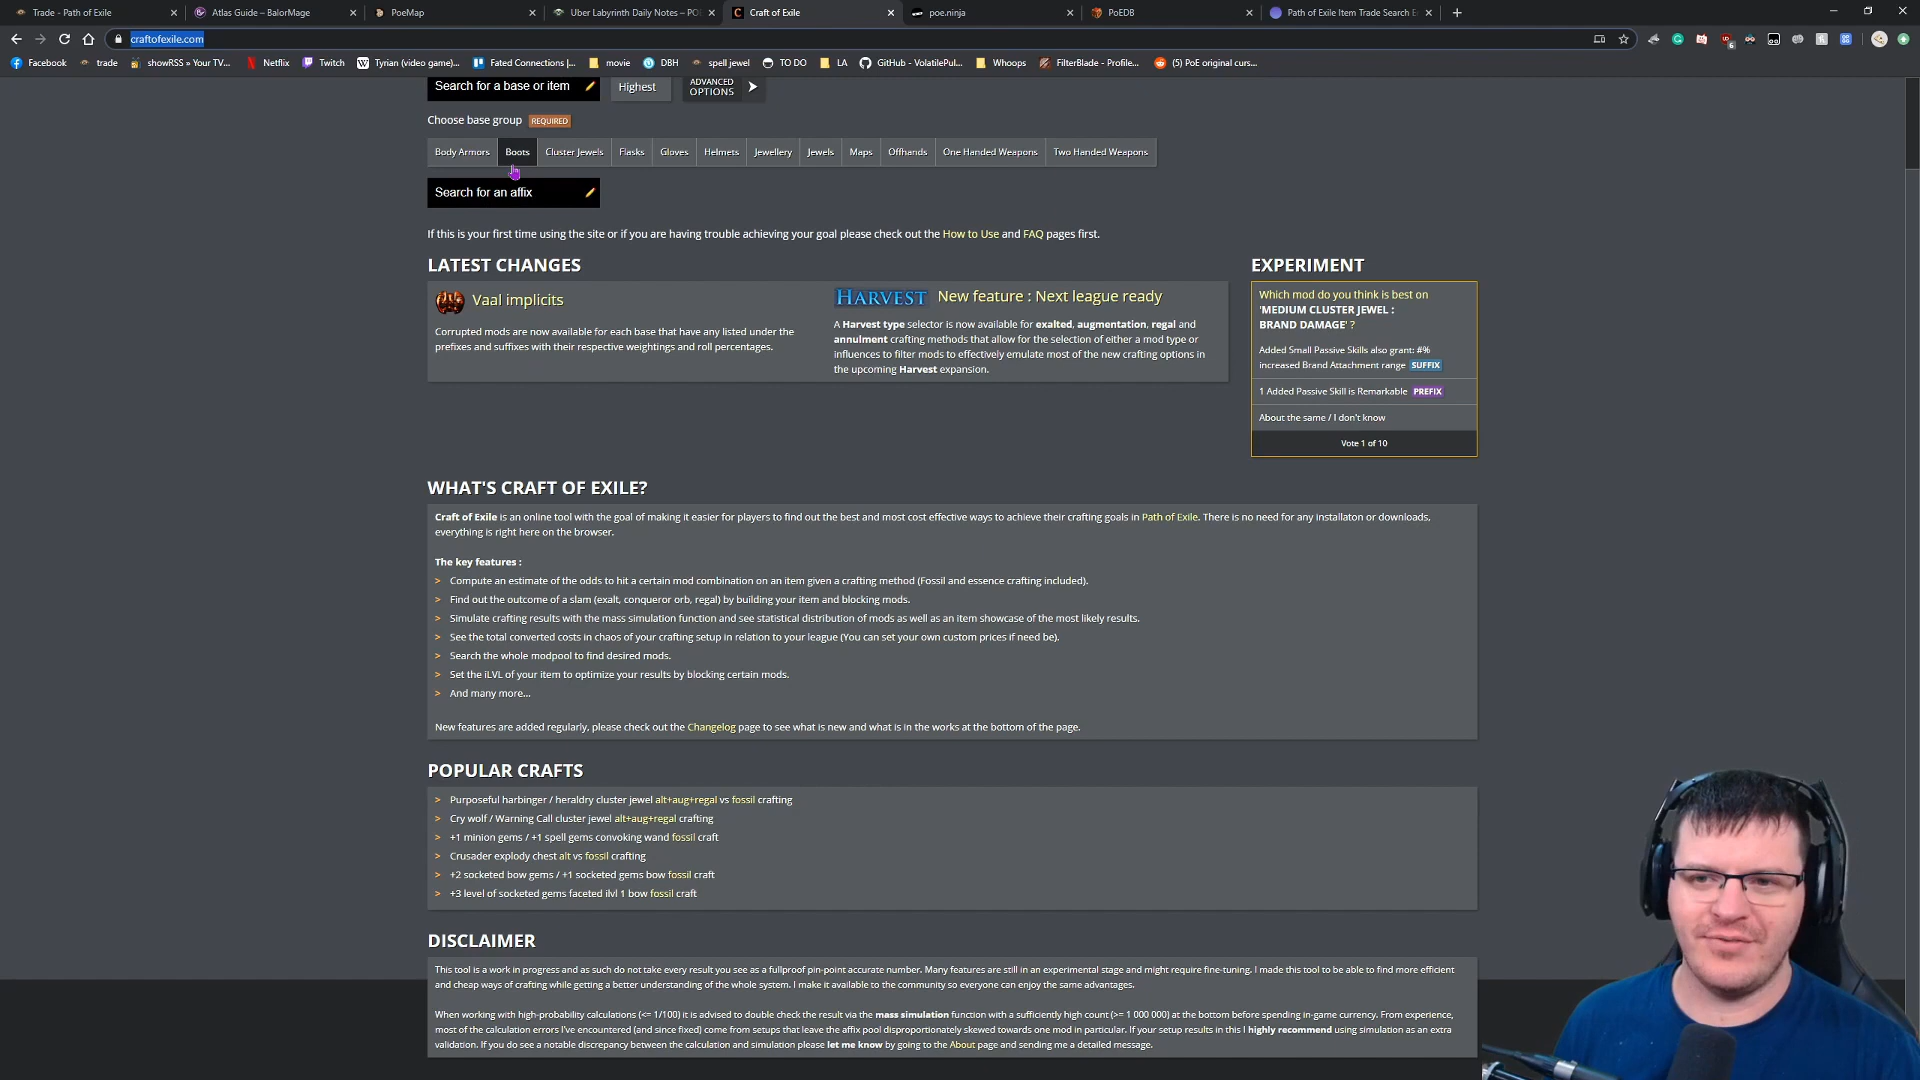 Trade - Path of Exile
Atlas Guide – BalorMage
PoeMap
Uber Labyrinth Daily Notes – PO
Craft of Exile
poe.ninja
PoEDB
Path of Exile Item Trade Search E
craftofexile.com
Facebook
trade
showRSS » Your TV...
Netflix
Twitch
Tyrian (video game)...
Fated Connections |...
movie
DBH
spell jewel
TO DO
LA
GitHub - VolatilePul...
Whoops
FilterBlade - Profile...
(5) PoE original curs...
Search for a base or item
Highest
ADVANCED
OPTIONS
Choose base group REQUIRED
Body Armors Boots Cluster Jewels Flasks Gloves Helmets Jewellery Jewels Maps Offhands One Handed Weapons Two Handed Weapons
Search for an affix
If this is your first time using the site or if you are having trouble achieving your goal please check out the How to Use and FAQ pages first.
LATEST CHANGES
Vaal implicits
Corrupted mods are now available for each base that have any listed under the
prefixes and suffixes with their respective weightings and roll percentages.
HARVEST New feature : Next league ready
A Harvest type selector is now available for exalted, augmentation, regal and
annulment crafting methods that allow for the selection of either a mod type or
influences to filter mods to effectively emulate most of the new crafting options in
the upcoming Harvest expansion.
EXPERIMENT
Which mod do you think is best on
'MEDIUM CLUSTER JEWEL :
BRAND DAMAGE' ?
Added Small Passive Skills also grant: #%
increased Brand Attachment range SUFFIX
1 Added Passive Skill is Remarkable PREFIX
About the same / I don't know
Vote 1 of 10
WHAT'S CRAFT OF EXILE?
Craft of Exile is an online tool with the goal of making it easier for players to find out the best and most cost effective ways to achieve their crafting goals in Path of Exile. There is no need for any installaton or downloads,
everything is right here on the browser.
The key features :
> Compute an estimate of the odds to hit a certain mod combination on an item given a crafting method (Fossil and essence crafting included).
> Find out the outcome of a slam (exalt, conqueror orb, regal) by building your item and blocking mods.
> Simulate crafting results with the mass simulation function and see statistical distribution of mods as well as an item showcase of the most likely results.
> See the total converted costs in chaos of your crafting setup in relation to your league (You can set your own custom prices if need be).
> Search the whole modpool to find desired mods.
> Set the iLVL of your item to optimize your results by blocking certain mods.
> And many more...
New features are added regularly, please check out the Changelog page to see what is new and what is in the works at the bottom of the page.
POPULAR CRAFTS
> Purposeful harbinger / heraldry cluster jewel alt+aug+regal vs fossil crafting
> Cry wolf / Warning Call cluster jewel alt+aug+regal crafting
> +1 minion gems / +1 spell gems convoking wand fossil craft
> Crusader explody chest alt vs fossil crafting
> +2 socketed bow gems / +1 socketed gems bow fossil craft
> +3 level of socketed gems faceted ilvl 1 bow fossil craft
DISCLAIMER
This tool is a work in progress and as such do not take every result you see as a fullproof pin-point accurate number. Many features are still in an experimental stage and might require fine-tuning. I made this tool to be able to find more efficient
and cheap ways of crafting while getting a better understanding of the whole system. I make it available to the community so everyone can enjoy the same advantages.
When working with high-probability calculations (<= 1/100) it is advised to double check the result via the mass simulation function with a sufficiently high count (>= 1 000 000) at the bottom before spending in-game currency. From experience,
most of the calculation errors I've encountered (and since fixed) come from setups that leave the affix pool disproportionately skewed towards one mod in particular. If your setup results in this I highly recommend using simulation as an extra
validation. If you do see a notable discrepancy between the calculation and simulation please let me know by going to the About page and sending me a detailed message.